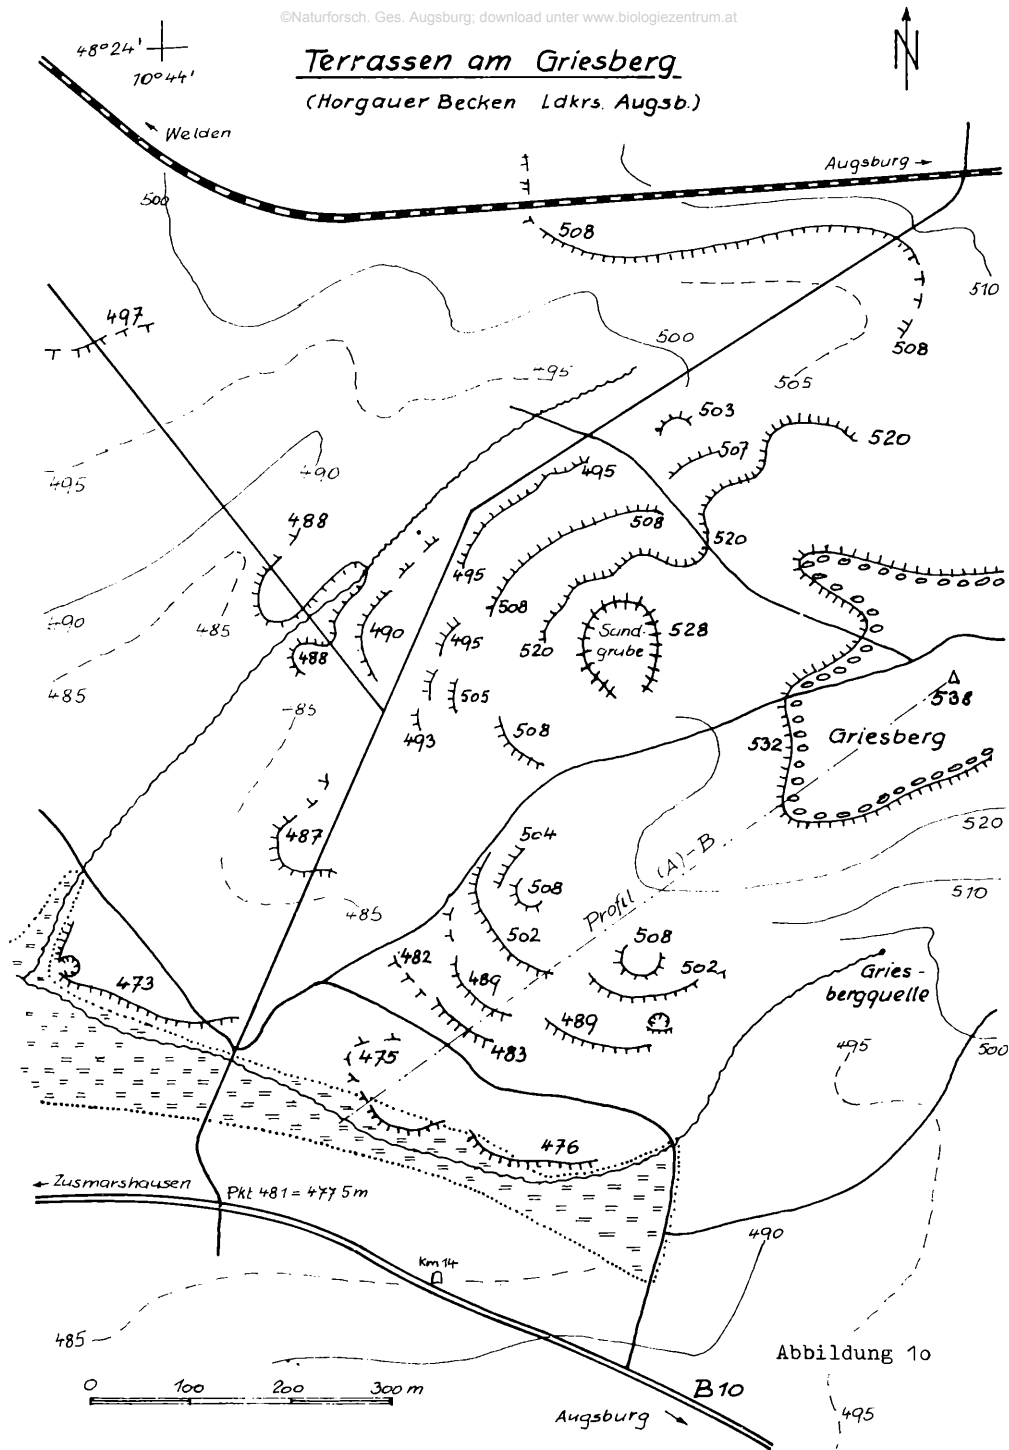 ©Naturforsch. Ges. Augsburg; download unter www.biologiezentrum.at
48°24'
10°44'
Terrassen am Griesberg
(Horgauer Becken Ldkrs. Augsb.)
N
Welden
Augsburg
500
508
510
497
500
508
-495
505
503
520
507
495
490
495
488
508
520
495
508
490
485
490
495
Sand-
grube
528
520
488
485
505
538
-85
493
508
532
Griesberg
487
504
520
Profil (A)-B
508
510
485
502
508
482
502
489
Gries-
bergquelle
473
489
475
483
495
500
476
Zusmarshausen
Pkt 481 = 477 5 m
490
km 14
485
Abbildung 1o
0 100 200 300 m
B10
Augsburg
495